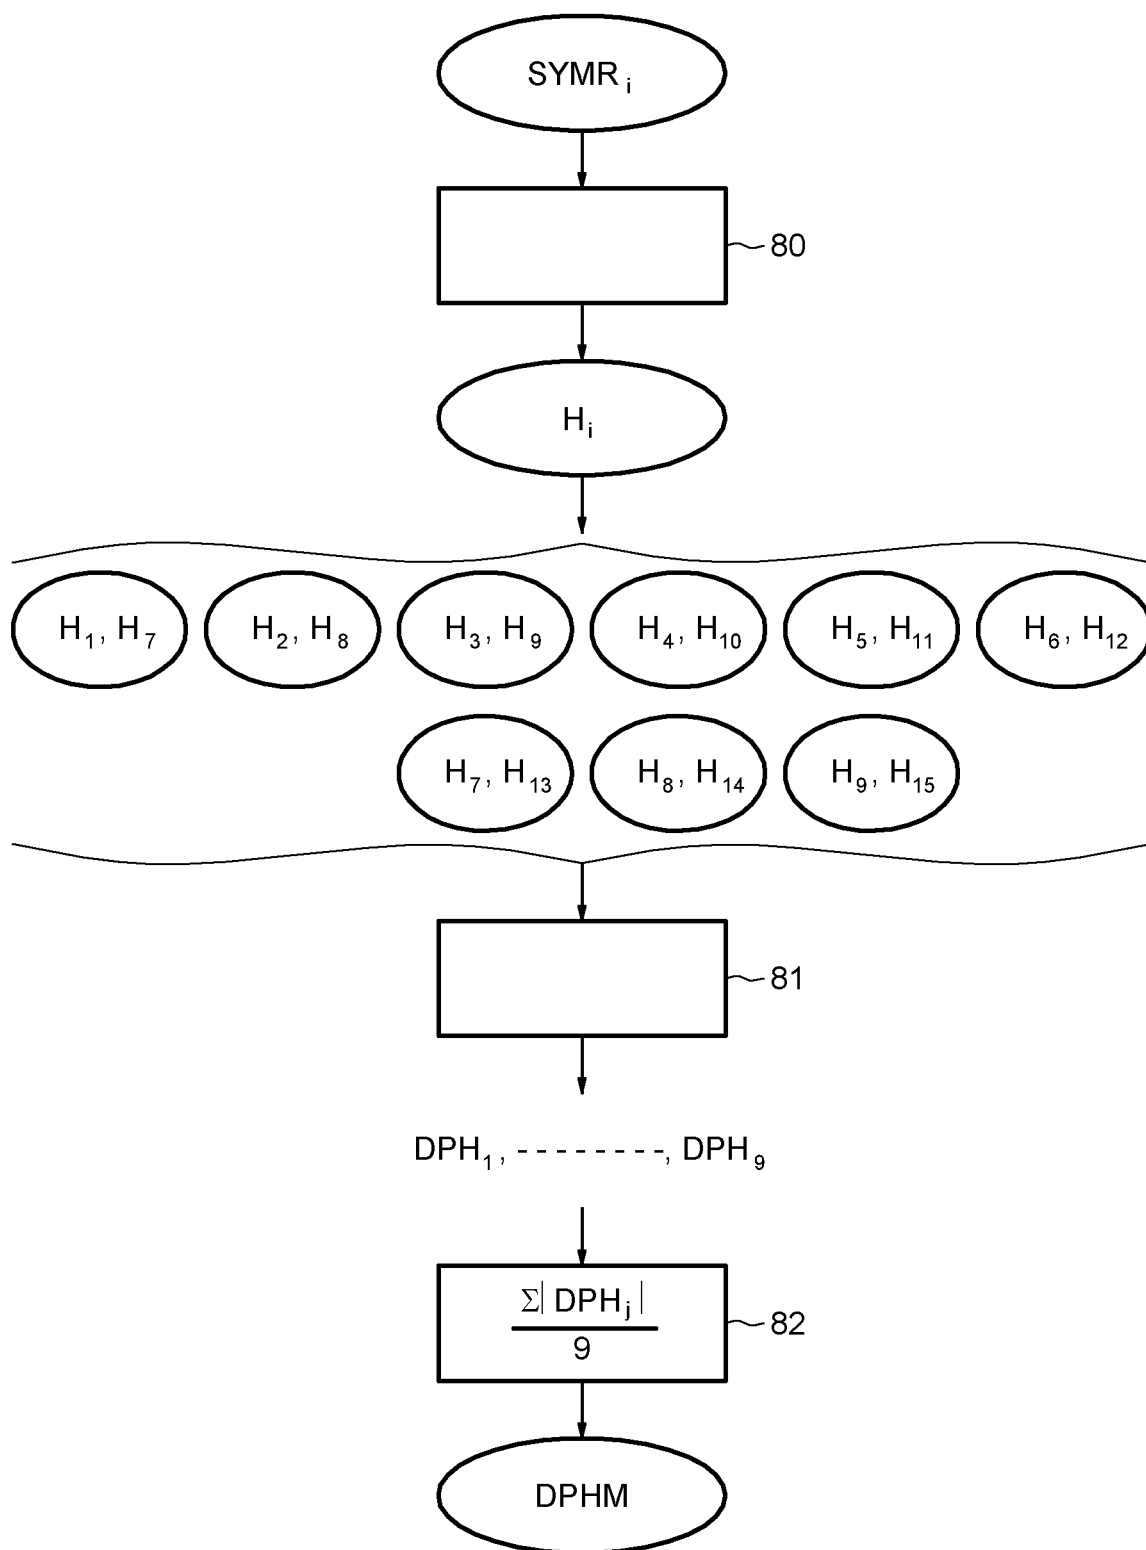 SYMR i
80
H i
H 1, H 7 H 2, H 8 H 3, H 9 H 4, H 10 H 5, H 11 H 6, H 12
H 7, H 13 H 8, H 14 H 9, H 15
81
DPH 1, - - - - - - - -, DPH 9
Σ| DPH j |
9
82
DPHM